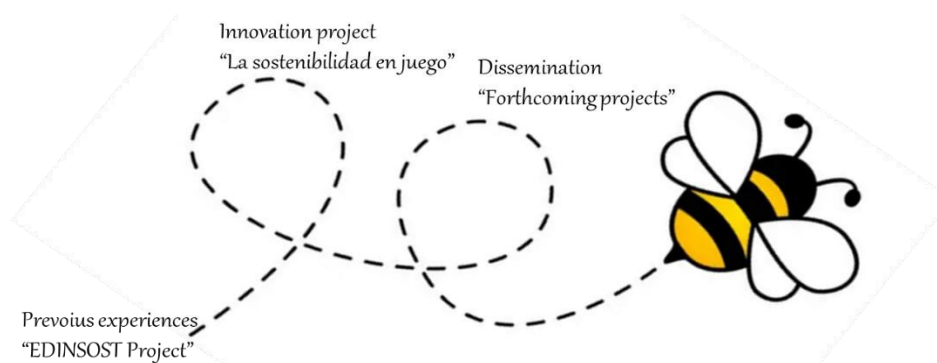 Innovation project
“La sostenibilidad en juego”
Dissemination
“Forthcoming projects”
Prevoius experiences
“EDINSOST Project”